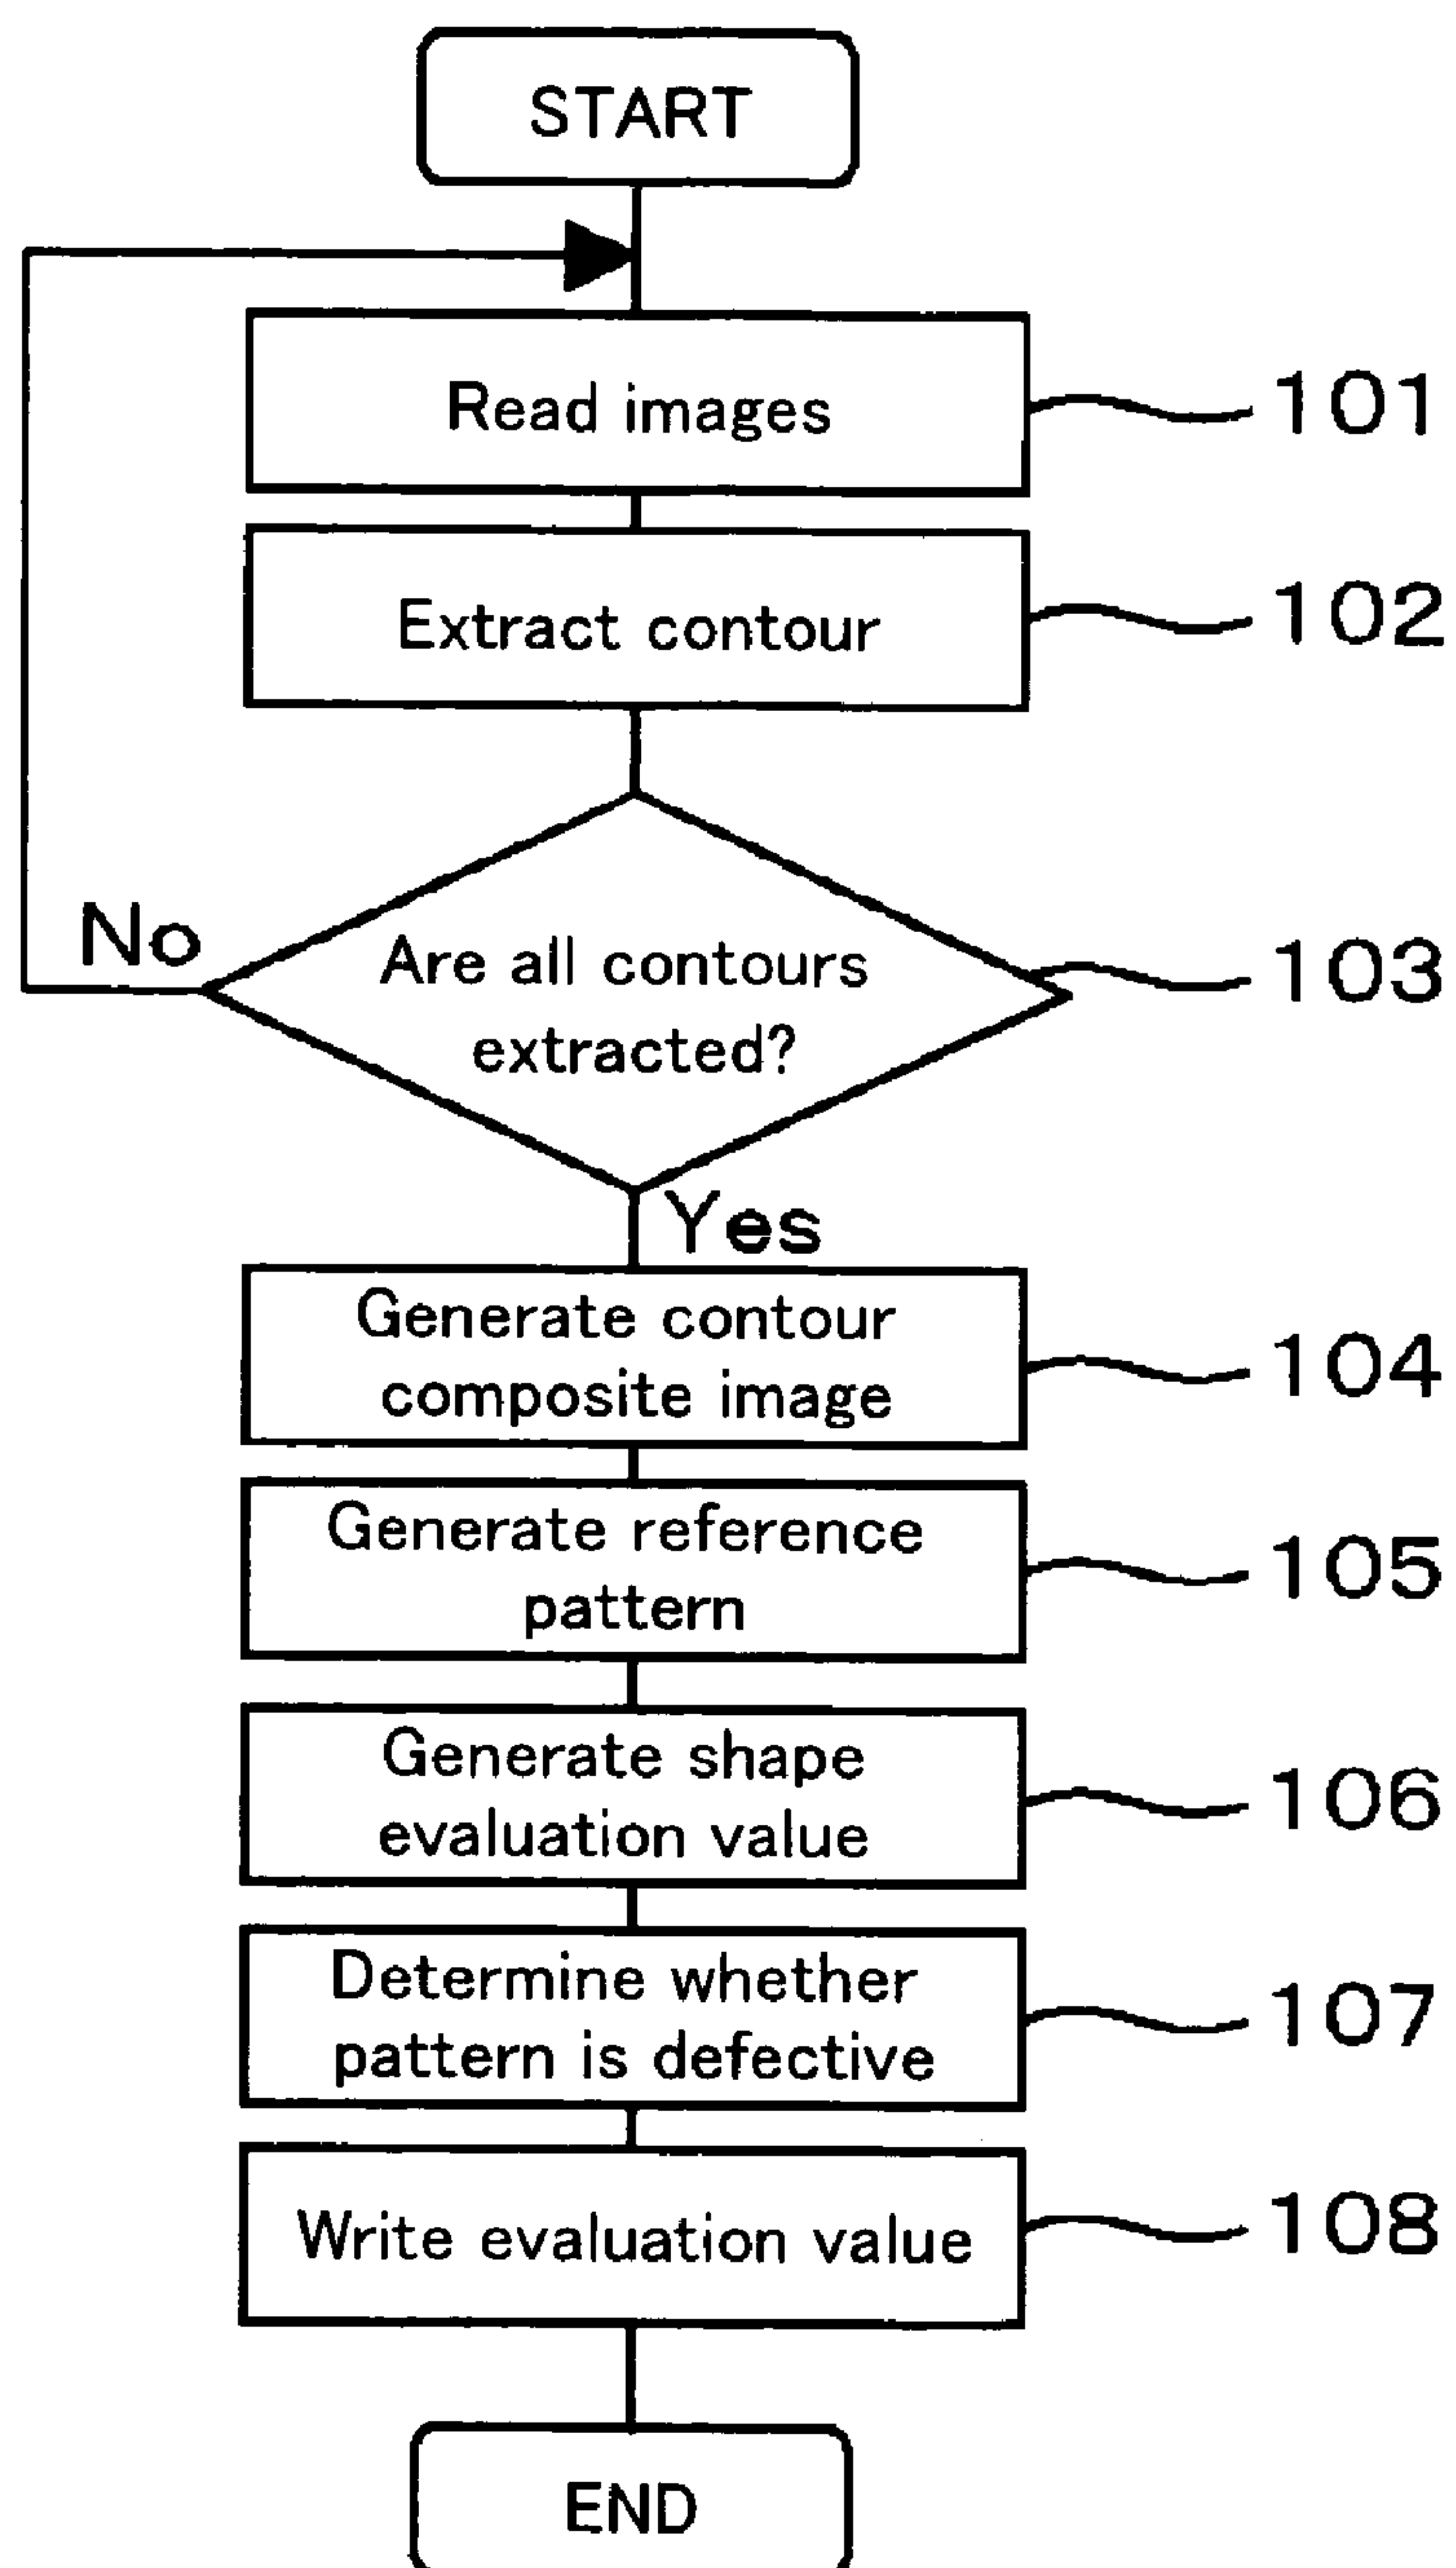 START
Read images
101
Extract contour
102
Are all contours
extracted?
103
No
Yes
Generate contour
composite image
104
Generate reference
pattern
105
Generate shape
evaluation value
106
Determine whether
pattern is defective
107
Write evaluation value
108
END